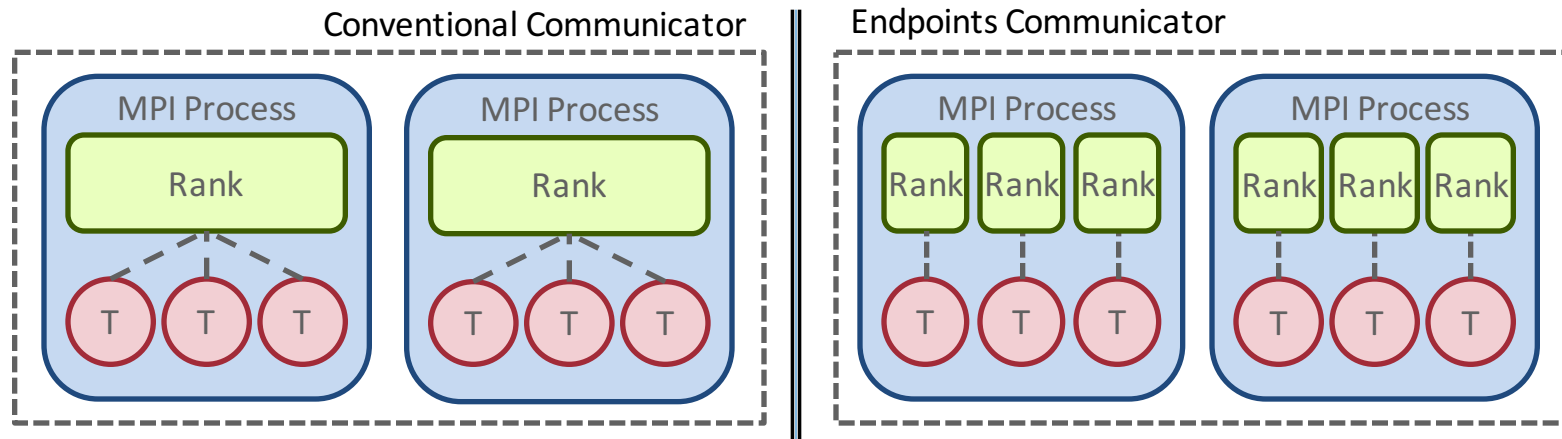 Conventional Communicator
Endpoints Communicator
MPI Process
MPI Process
MPI Process
MPI Process
Rank
Rank
Rank Rank Rank
Rank Rank Rank
T T T
T T T
T T T
T T T